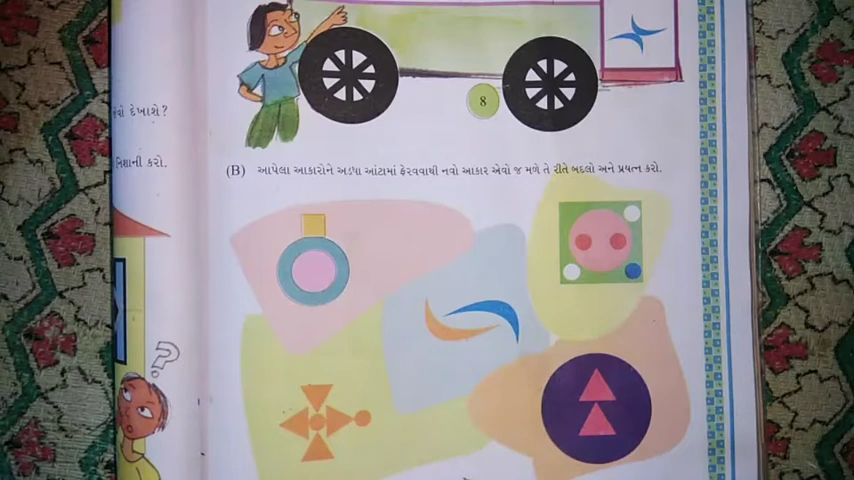 વો દેખાશે?
નિશાની કરો.
8
(B) આપેલા આકારોને અડધા આંટામાં ફેરવવાથી નવો આકાર એવો જ મળે તે રીતે બદલો અને પ્રયત્ન કરો.
?